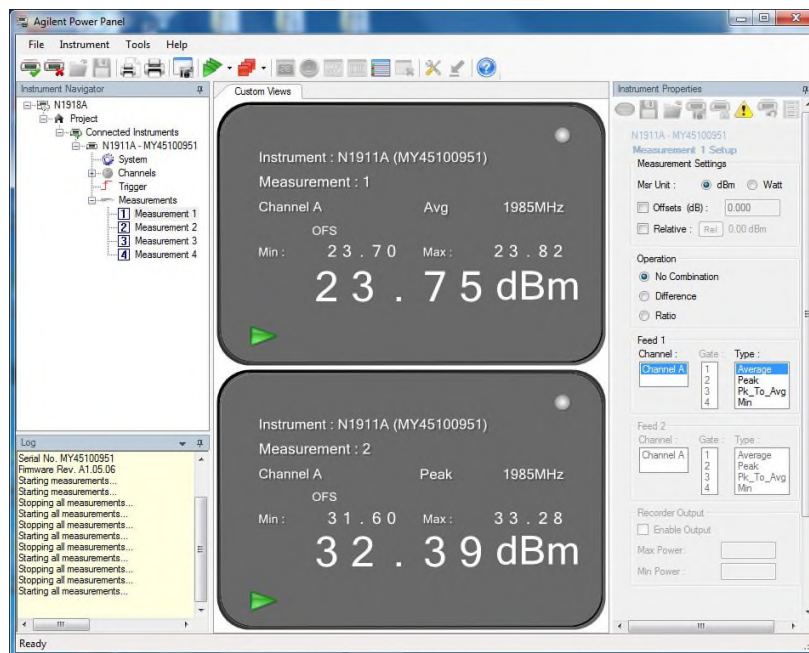 Agilent Power Panel
File Instrument Tools Help
Instrument Navigator
N1918A
Project
Connected Instruments
N1911A - MY45100951
System
Channels
Trigger
Measurements
1 Measurement 1
2 Measurement 2
3 Measurement 3
4 Measurement 4
Log
Serial No. MY45100951
Firmware Rev. A1.05.06
Starting measurements...
Starting measurements...
Stopping all measurements...
Starting all measurements...
Stopping all measurements...
Starting all measurements...
Stopping all measurements...
Starting all measurements...
Starting all measurements...
Stopping all measurements...
Starting all measurements...
Ready
Custom Views
Instrument : N1911A (MY45100951)
Measurement : 1
Channel A Avg 1985MHz
OFS
Min : 23.70 Max : 23.82
23.75 dBm
Instrument : N1911A (MY45100951)
Measurement : 2
Channel A Peak 1985MHz
OFS
Min : 31.60 Max : 33.28
32.39 dBm
Instrument Properties
N1911A - MY45100951
Measurement 1 Setup
Measurement Settings
Msr Unit : dBm Watt
Offsets (dB) : 0.000
Relative : Rel 0.00 dBm
Operation
No Combination
Difference
Ratio
Feed 1
Channel : Gate : Type :
Channel A 1 Average
2 Peak
3 Pk_To_Avg
4 Min
Feed 2
Channel : Gate : Type :
Channel A 1 Average
2 Peak
3 Pk_To_Avg
4 Min
Recorder Output
Enable Output
Max Power:
Min Power :